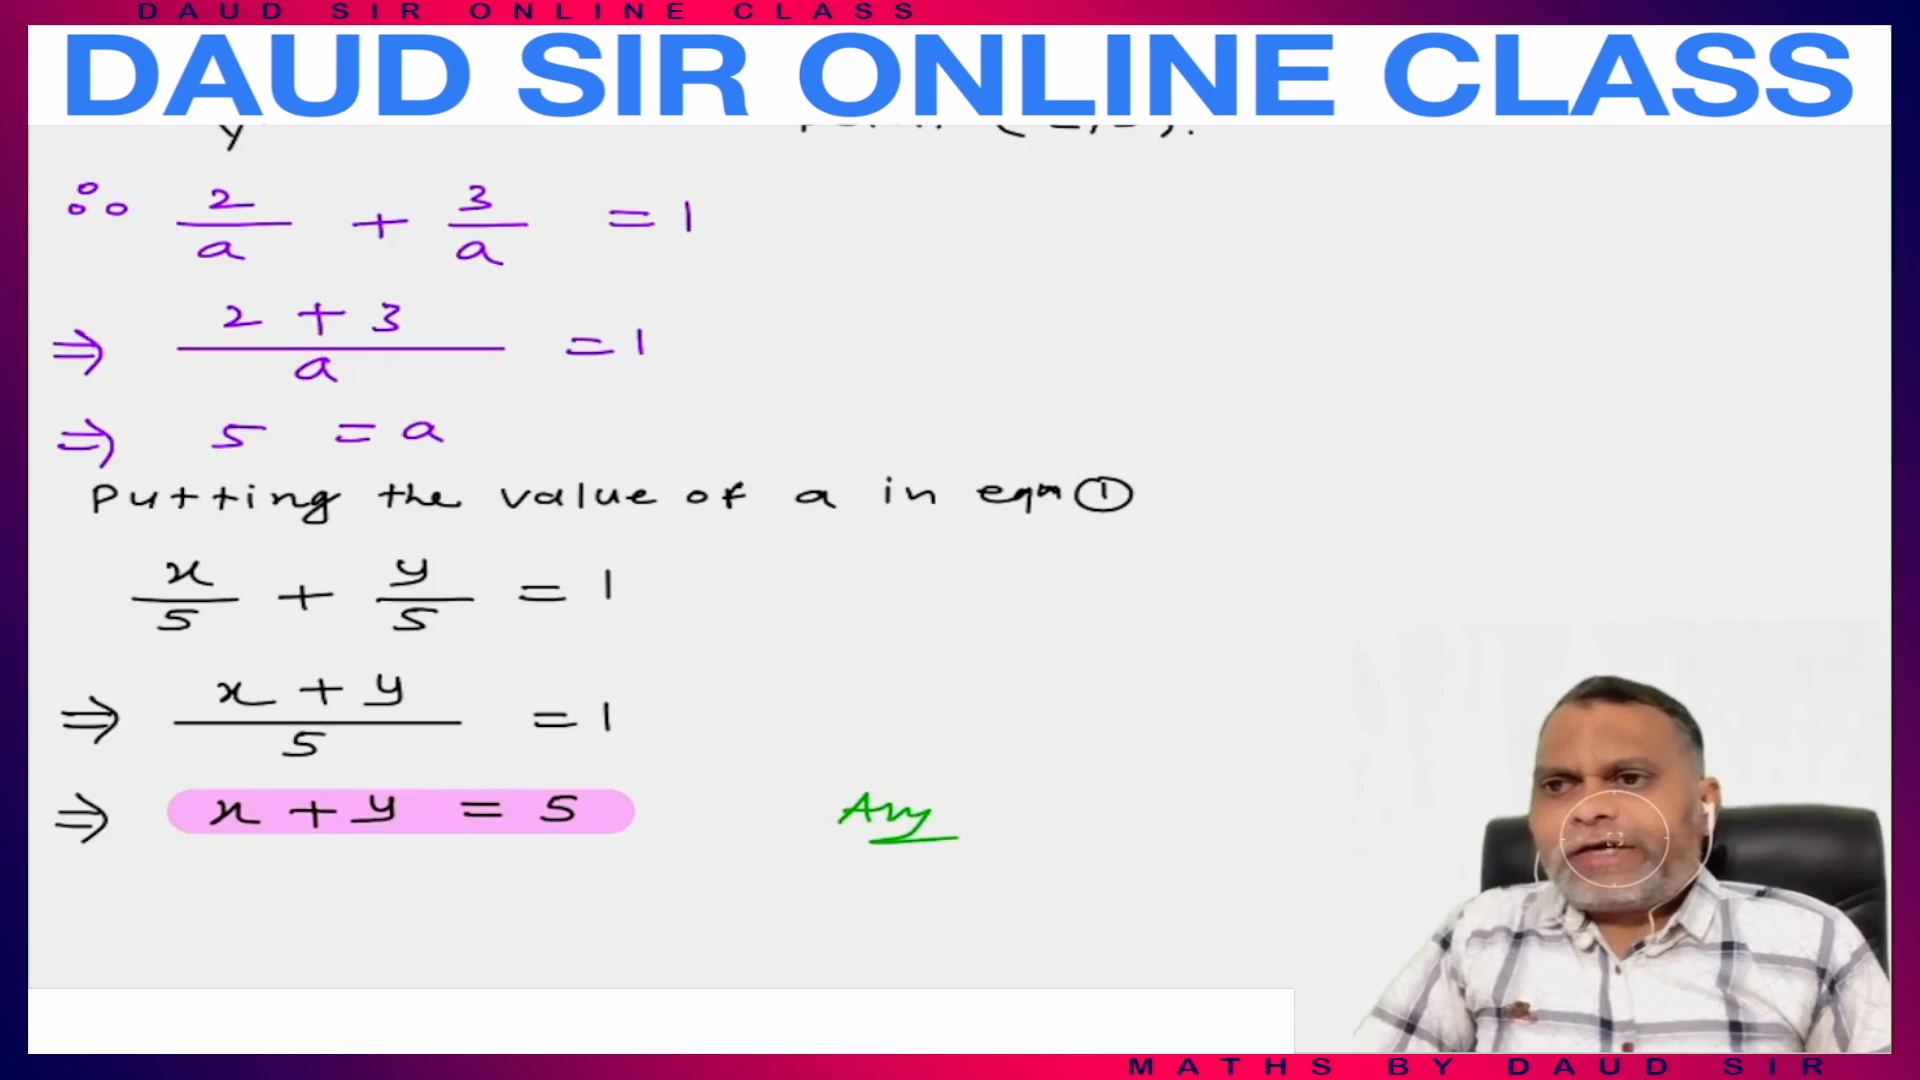 DAUD SIR ONLINE CLASS
DAUD SIR ONLINE CLASS
y
∴ 2/a + 3/a = 1
⇒ 2 + 3 / a = 1
⇒ 5 = a
Putting the value of a in eqn ①
x/5 + y/5 = 1
⇒ x + y / 5 = 1
⇒ x + y = 5 Ans
MATHS BY DAUD SIR